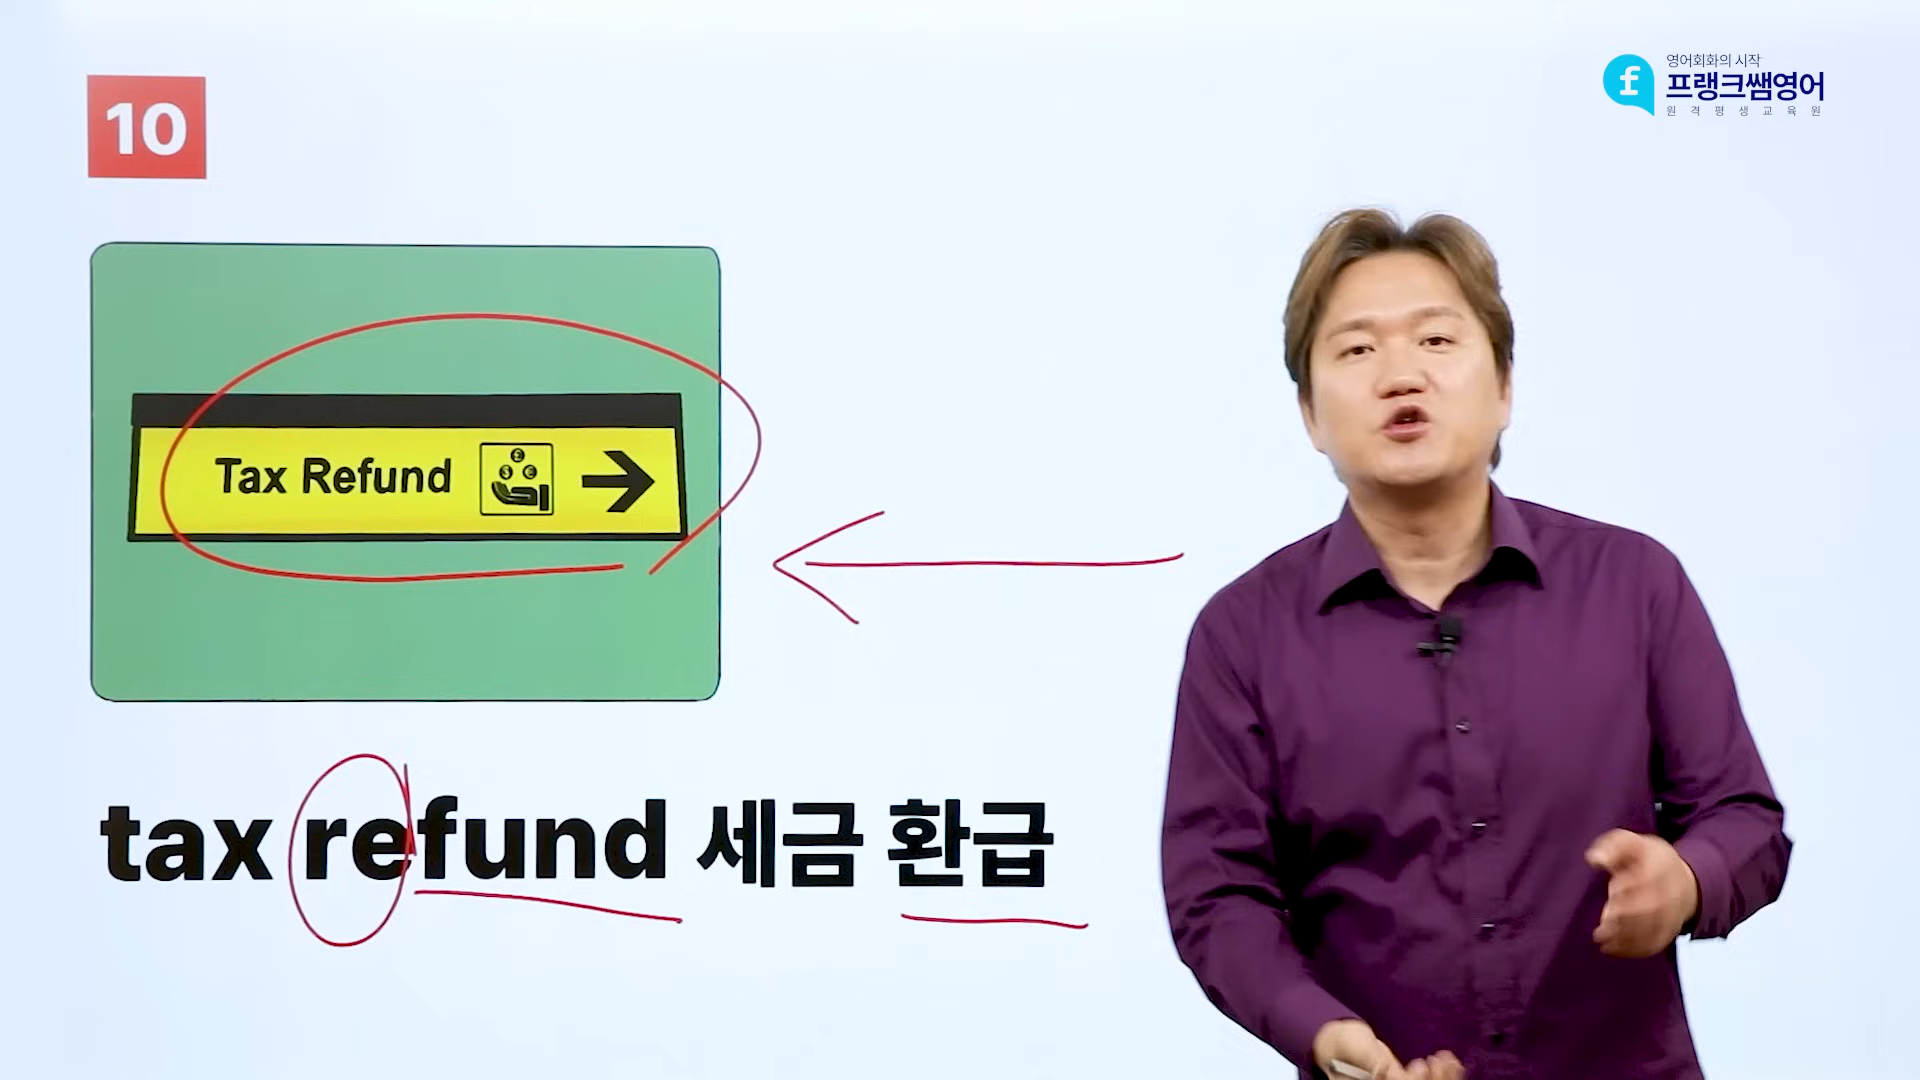 영어회화의 시작
프랭크쌤영어
원격평생교육원
10
Tax Refund
tax refund 세금 환급